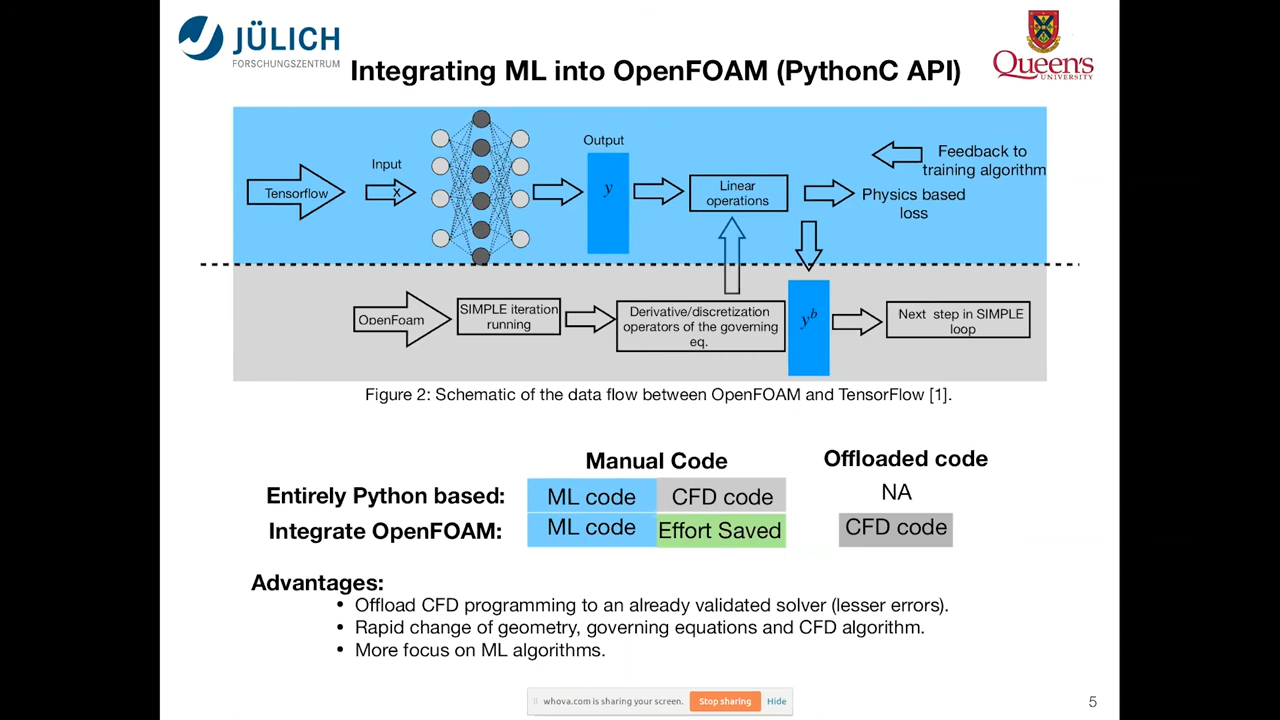 JÜLICH
FORSCHUNGSZENTRUM
Queen's
UNIVERSITY
Integrating ML into OpenFOAM (PythonC API)
Tensorflow
Input
x
Output
y
Linear
operations
Feedback to
training algorithm
Physics based
loss
OpenFoam
SIMPLE iteration
running
Derivative/discretization
operators of the governing
eq.
y^b
Next step in SIMPLE
loop
Figure 2: Schematic of the data flow between OpenFOAM and TensorFlow [1].
Manual Code
Offloaded code
Entirely Python based:
ML code
CFD code
NA
Integrate OpenFOAM:
ML code
Effort Saved
CFD code
Advantages:
• Offload CFD programming to an already validated solver (lesser errors).
• Rapid change of geometry, governing equations and CFD algorithm.
• More focus on ML algorithms.
whova.com is sharing your screen.
Stop sharing
Hide
5